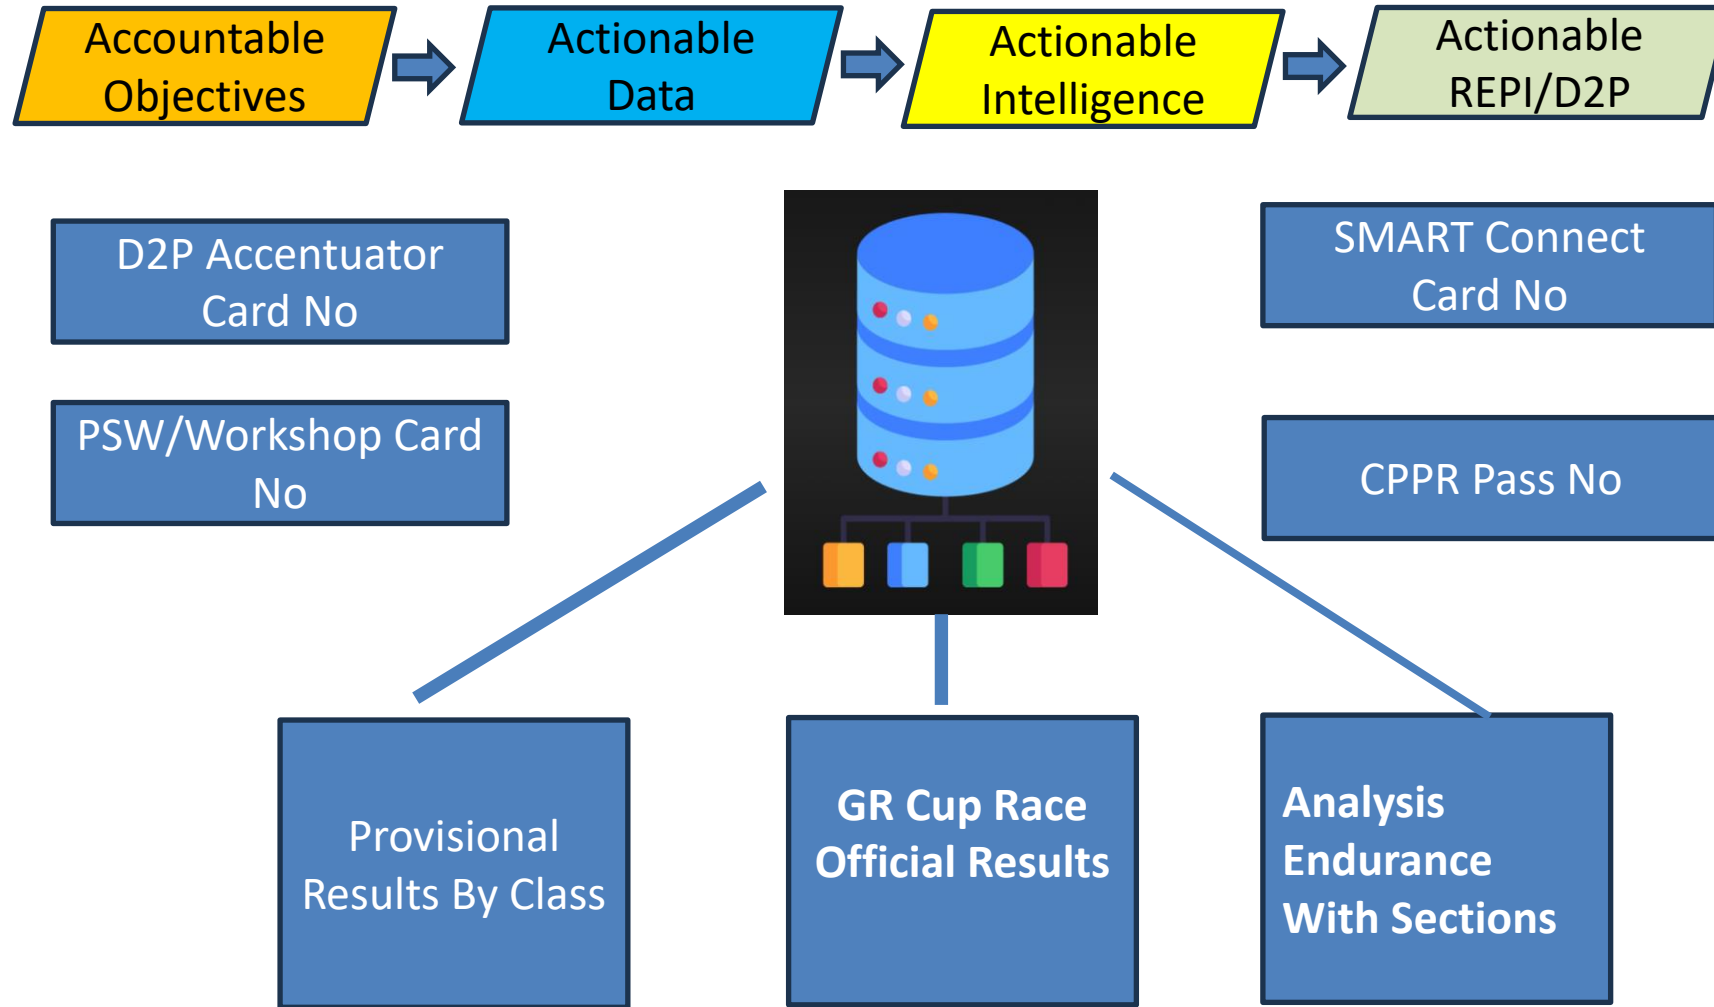 Accountable
Objectives
Actionable
Data
Actionable
Intelligence
Actionable
REPI/D2P
D2P Accentuator
Card No
PSW/Workshop Card
No
SMART Connect
Card No
CPPR Pass No
Provisional
Results By Class
GR Cup Race
Official Results
Analysis
Endurance
With Sections